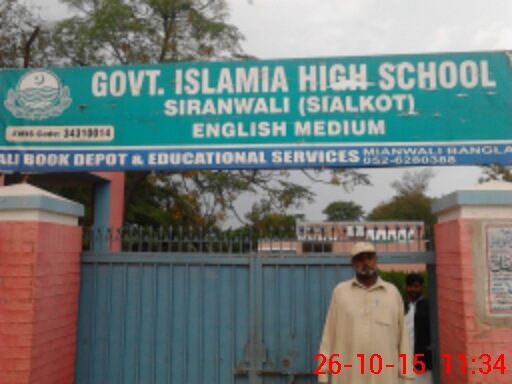 GOVT. ISLAMIA HIGH SCHOOL
SIRANWALI (SIALKOT)
EMIS Code: 34310014
ENGLISH MEDIUM
ALI BOOK DEPOT & EDUCATIONAL SERVICES MIANWALI BANGLA
052-6280388
26-10-15 11:34